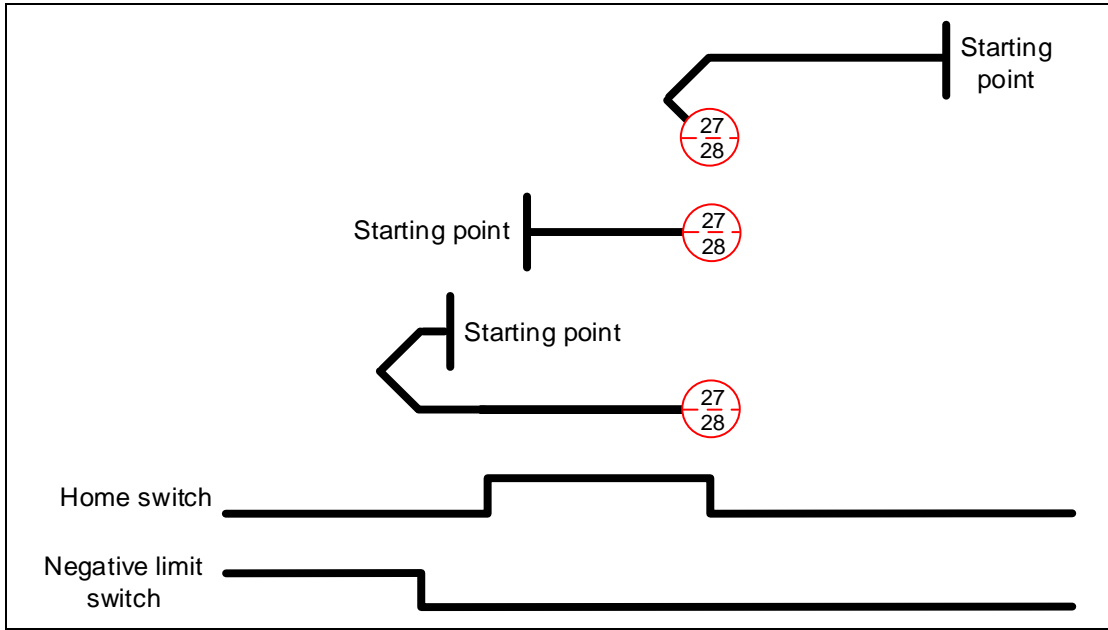 Starting
point
27
28
Starting point
27
28
Starting point
27
28
Home switch
Negative limit
switch